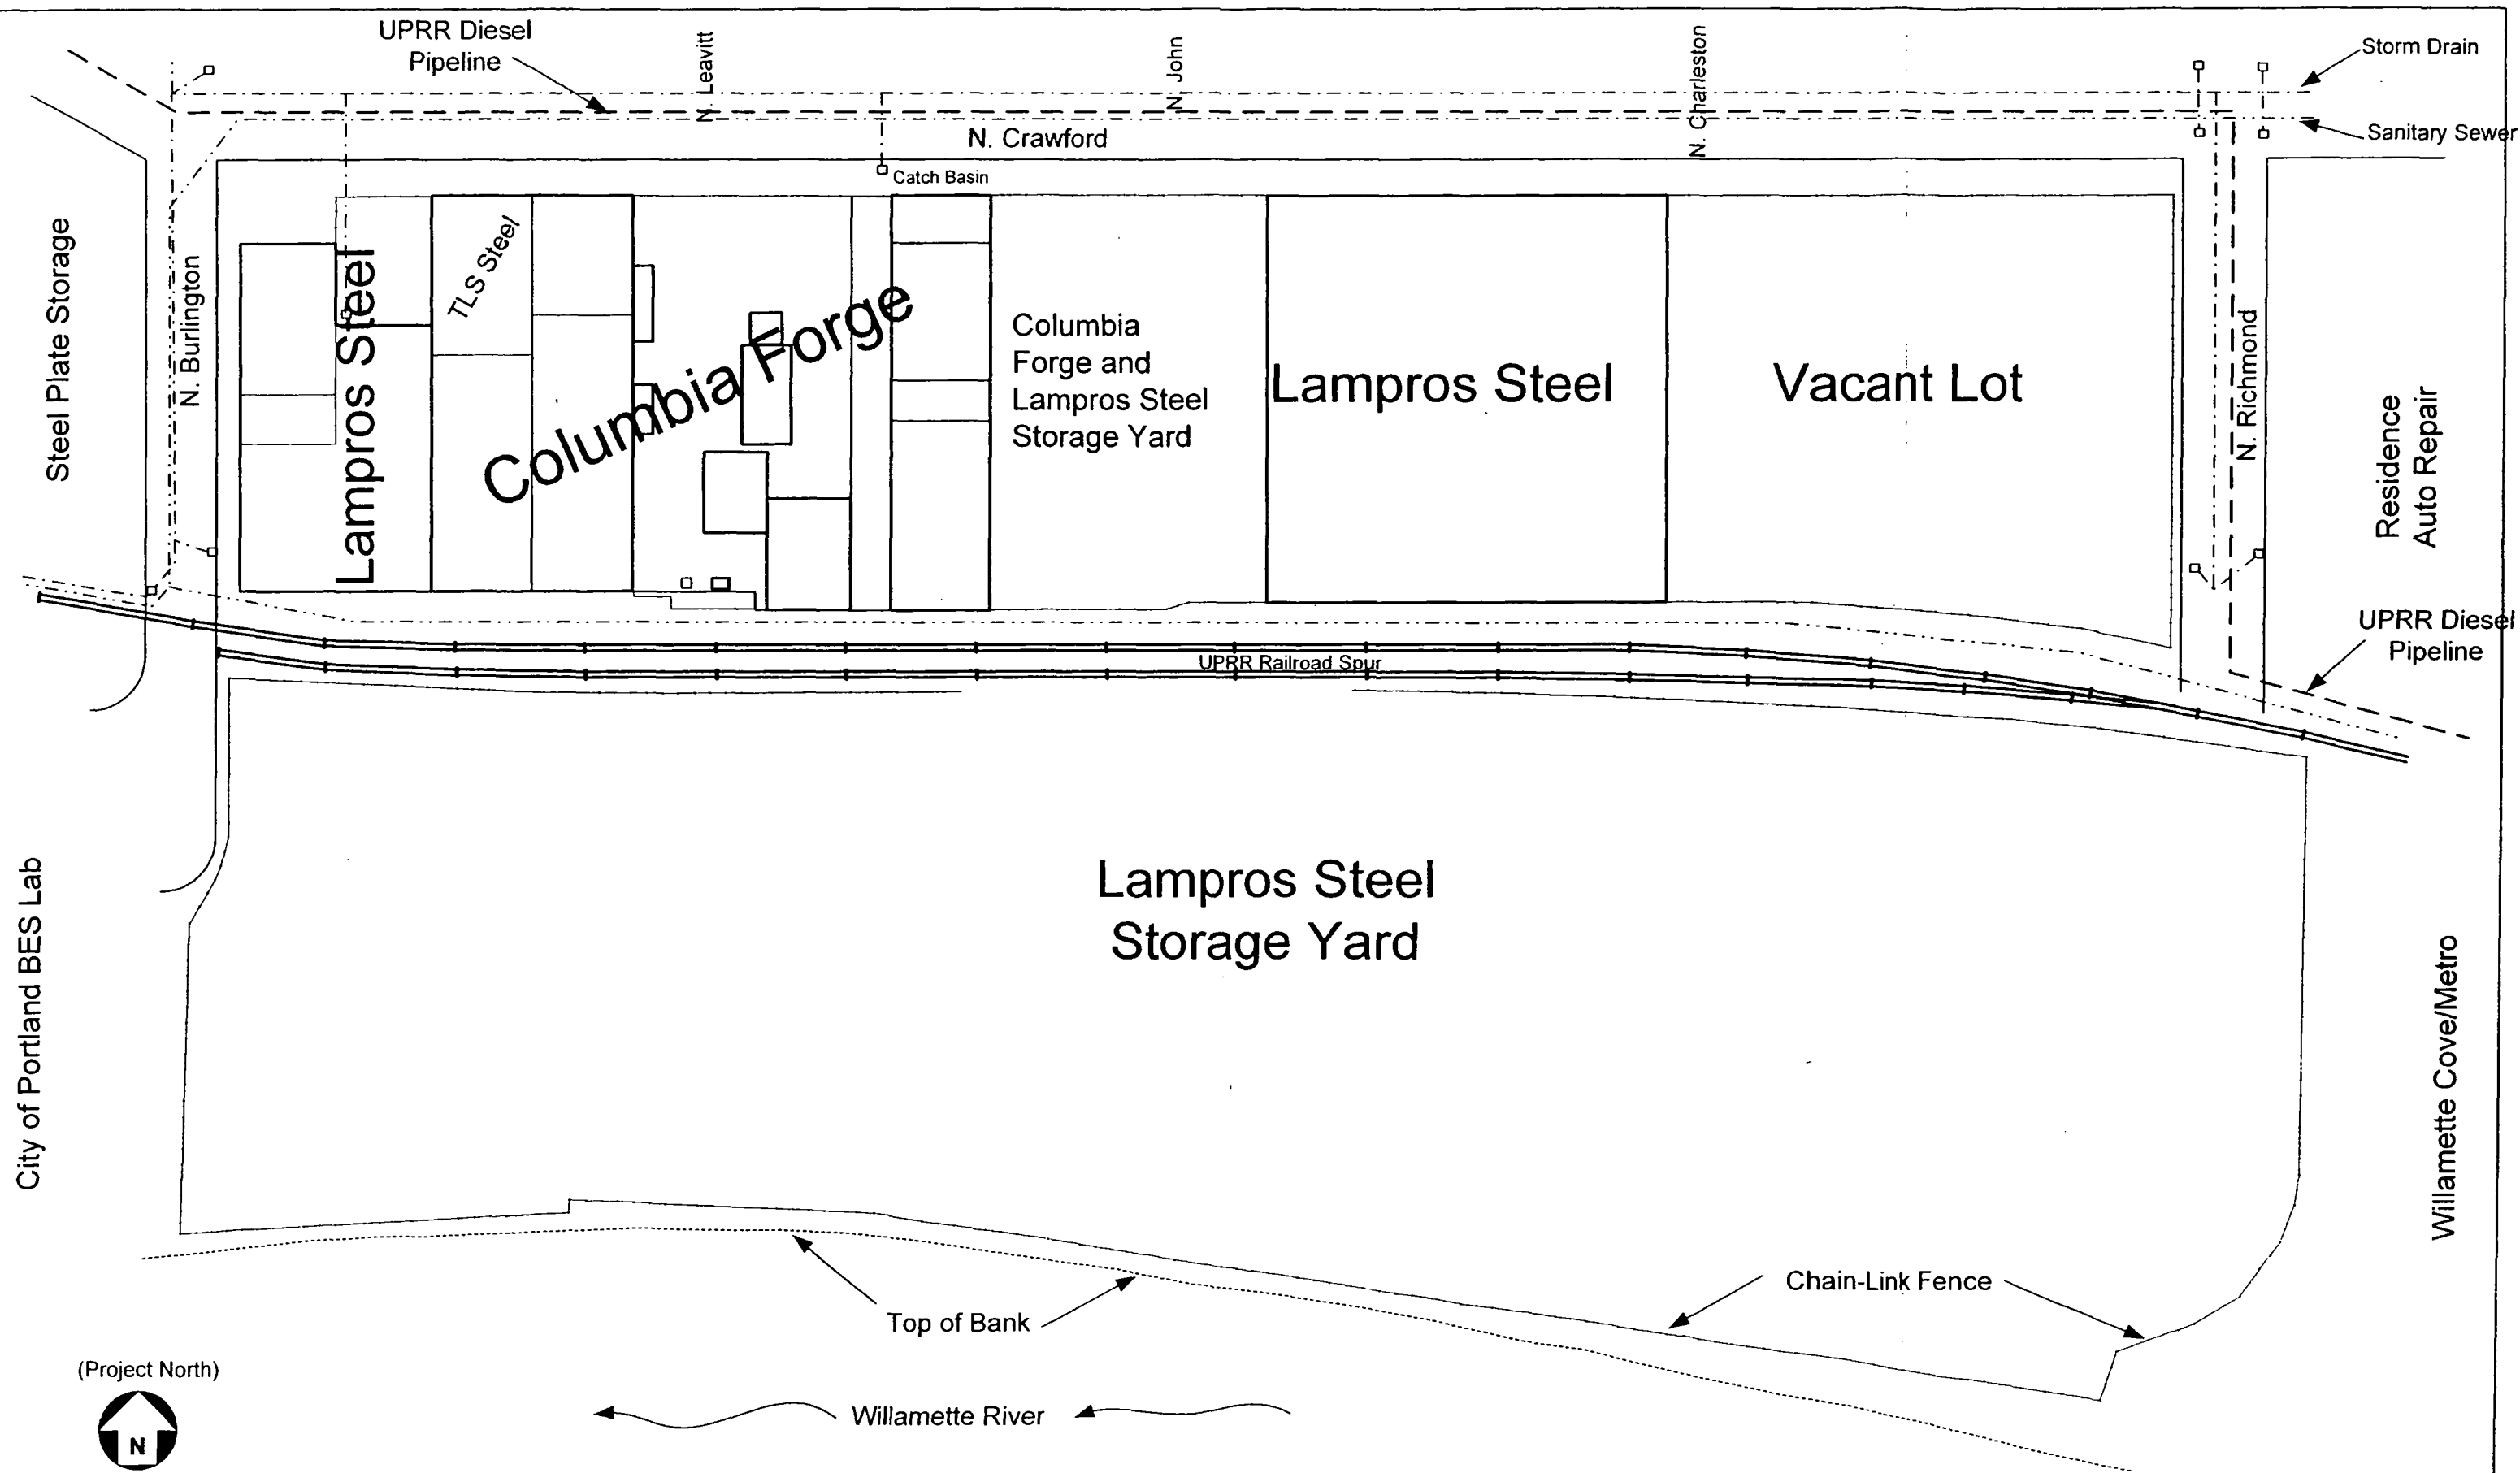 UPRR Diesel
Pipeline
N. Leavitt
N. John
N. Charleston
Storm Drain
Sanitary Sewer
N. Crawford
Catch Basin
Steel Plate Storage
N. Burlington
Lampros Steel
TLS Steel/
Columbia Forge
Columbia
Forge and
Lampros Steel
Storage Yard
Lampros Steel
Vacant Lot
N. Richmond
Residence
Auto Repair
UPRR Diesel
Pipeline
UPRR Railroad Spur
Lampros Steel
Storage Yard
City of Portland BES Lab
Willamette Cove/Metro
Chain-Link Fence
Top of Bank
(Project North)
N
Willamette River